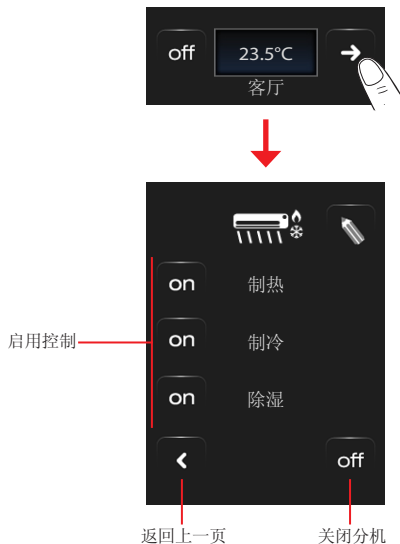 off 23.5°C
客厅
on 制热
启用控制 on 制冷
on 除湿
off
返回上一页 关闭分机